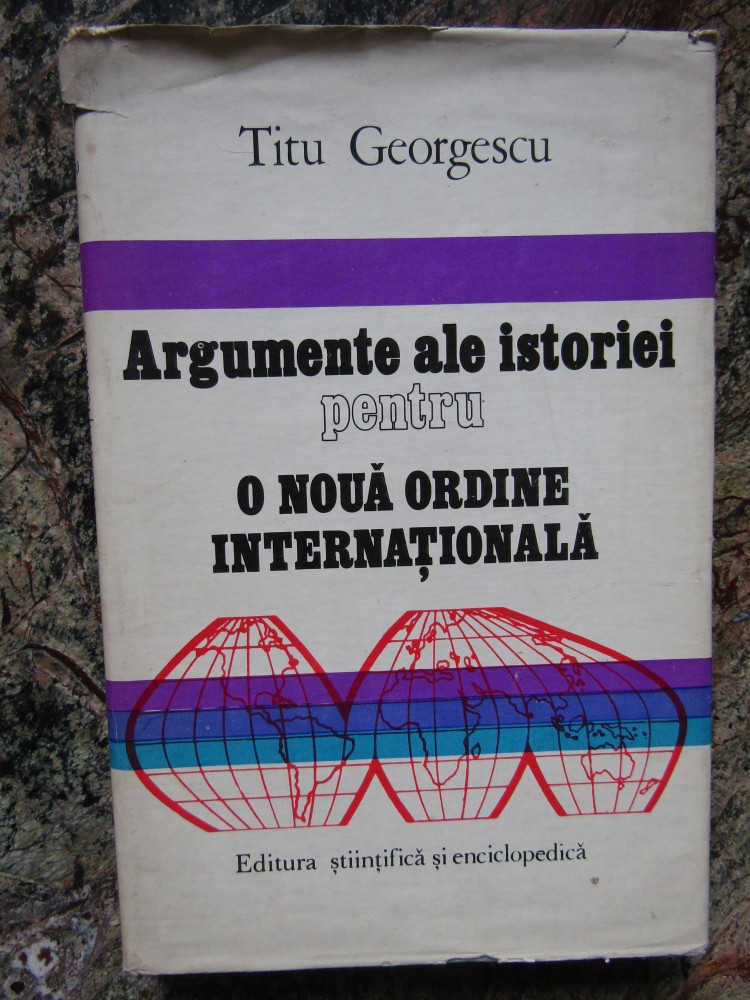 Titu Georgescu
Argumente ale istoriei
pentru
O NOUĂ ORDINE
INTERNAȚIONALĂ
Editura științifică și enciclopedică